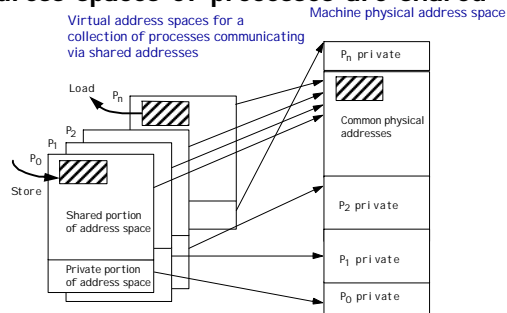 Virtual address spaces for a
collection of processes communicating
via shared addresses
Machine physical address space
Load
Pn
P2
P1
P0
Store
Shared portion
of address space
Private portion
of address space
Pn private
Common physical
addresses
P2 private
P1 private
P0 private